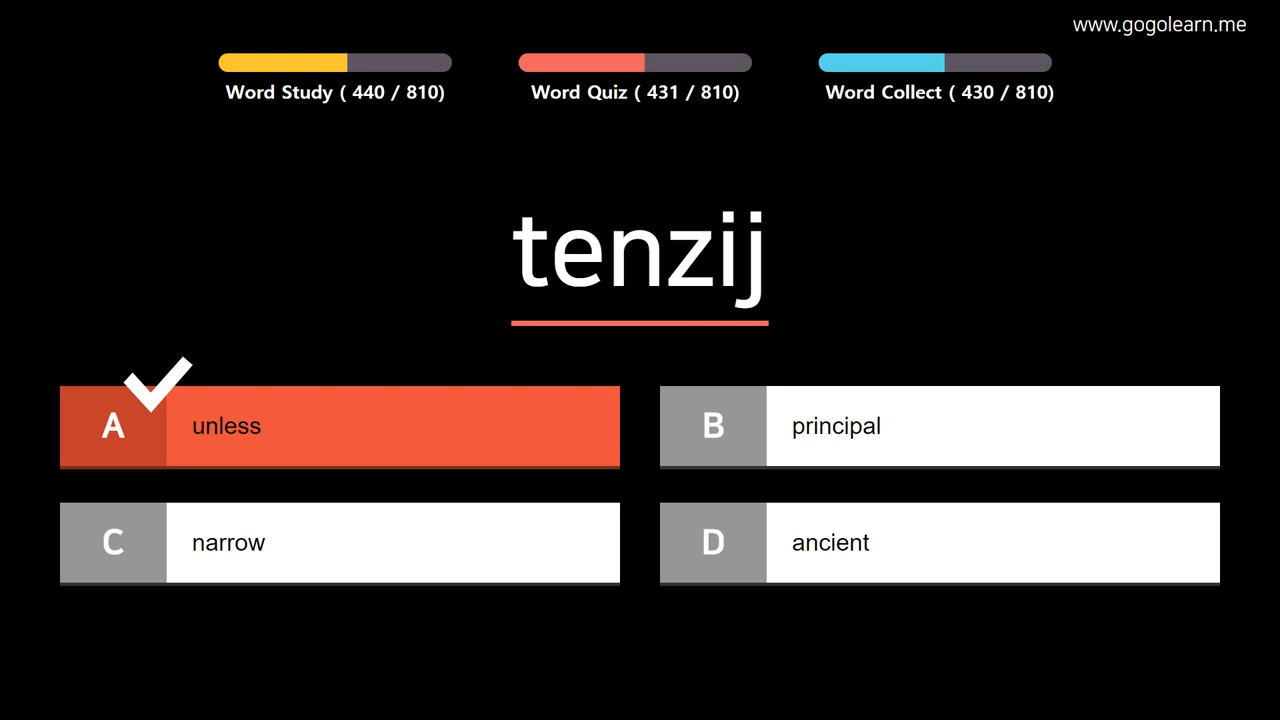 www.gogolearn.me
Word Study ( 440 / 810)
Word Quiz ( 431 / 810)
Word Collect ( 430 / 810)
tenzij
A unless
B principal
C narrow
D ancient